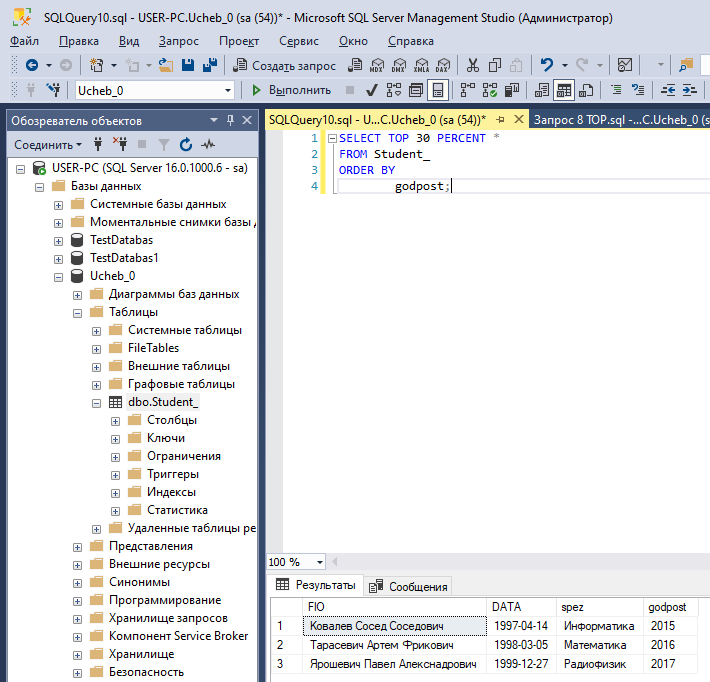 SQLQuery10.sql - USER-PC.Ucheb_0 (sa (54))* - Microsoft SQL Server Management Studio (Администратор)
Файл Правка Вид Запрос Проект Сервис Окно Справка
Создать запрос MDX DMX XMLA DAX
Ucheb_0 Выполнить
Обозреватель объектов
Соединить
USER-PC (SQL Server 16.0.1000.6 - sa)
Базы данных
Системные базы данных
Моментальные снимки базы
TestDatabas
TestDatabas1
Ucheb_0
Диаграммы баз данных
Таблицы
Системные таблицы
FileTables
Внешние таблицы
Графовые таблицы
dbo.Student_
Столбцы
Ключи
Ограничения
Триггеры
Индексы
Статистика
Удаленные таблицы ре
Представления
Внешние ресурсы
Синонимы
Программирование
Хранилище запросов
Компонент Service Broker
Хранилище
Безопасность
SQLQuery10.sql - U...C.Ucheb_0 (sa (54))* Запрос 8 TOP.sql -...C.Ucheb_0 (s
1 SELECT TOP 30 PERCENT *
2 FROM Student_
3 ORDER BY
4 godpost;
100 %
Результаты Сообщения
FIO DATA spez godpost
1 Ковалев Сосед Соседович 1997-04-14 Информатика 2015
2 Тарасевич Артем Фрикович 1998-03-05 Математика 2016
3 Ярошевич Павел Алекснадрович 1999-12-27 Радиофизик 2017